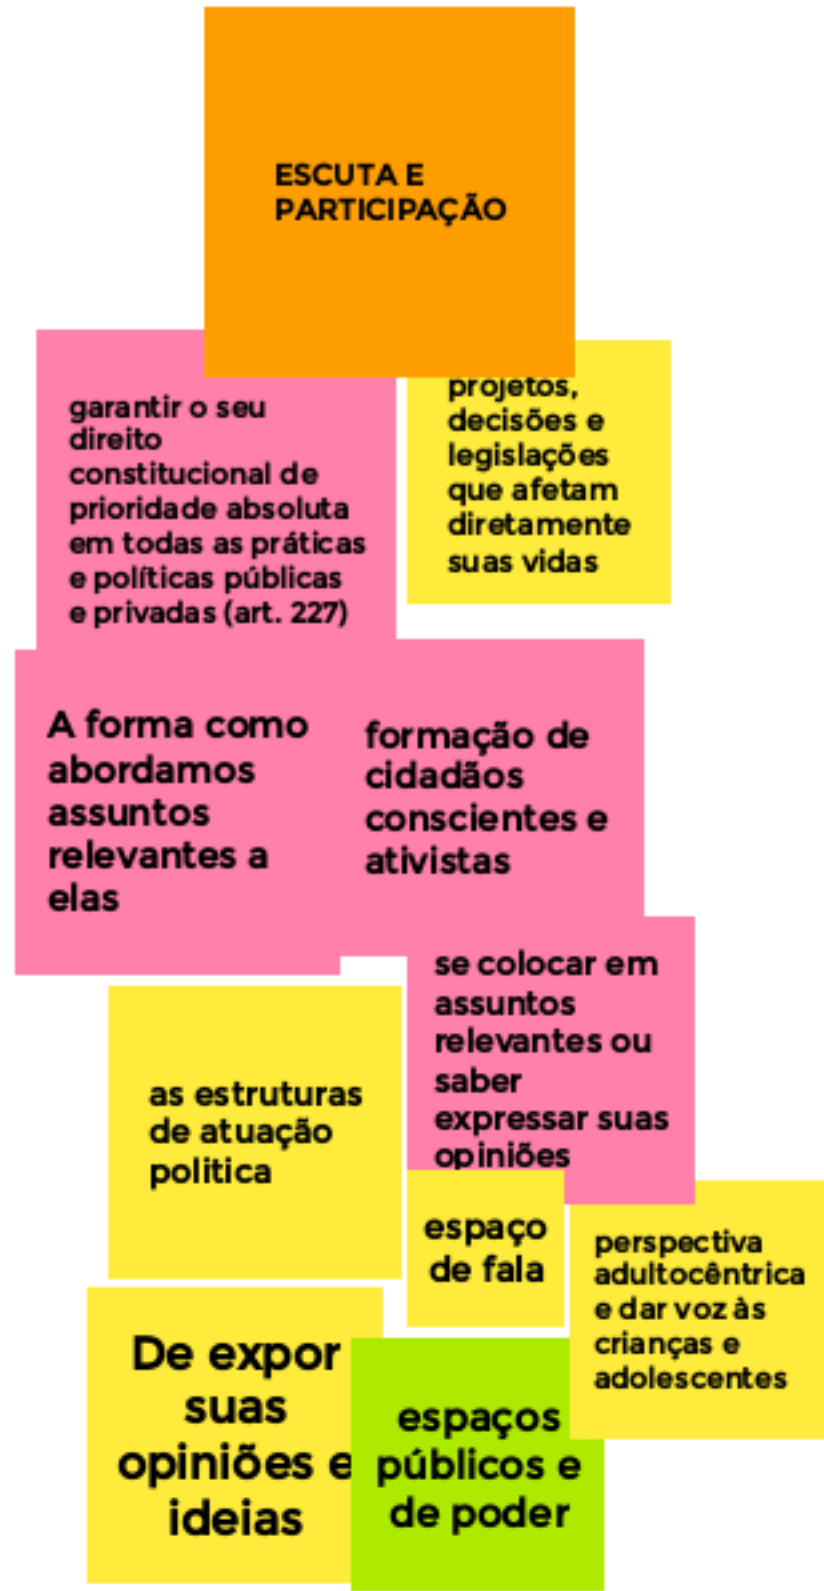 ESCUTA E
PARTICIPAÇÃO
garantir o seu
direito
constitucional de
prioridade absoluta
em todas as práticas
e políticas públicas
e privadas (art. 227)
projetos,
decisões e
legislações
que afetam
diretamente
suas vidas
A forma como
abordamos
assuntos
relevantes a
elas
formação de
cidadãos
conscientes e
ativistas
se colocar em
assuntos
relevantes ou
saber
expressar suas
opiniões
as estruturas
de atuação
politica
espaço
de fala
perspectiva
adultocêntrica
e dar voz às
crianças e
adolescentes
De expor
suas
opiniões e
ideias
espaços
públicos e
de poder